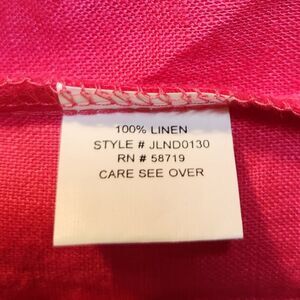 100% LINEN
STYLE # JLND0130
RN # 58719
CARE SEE OVER